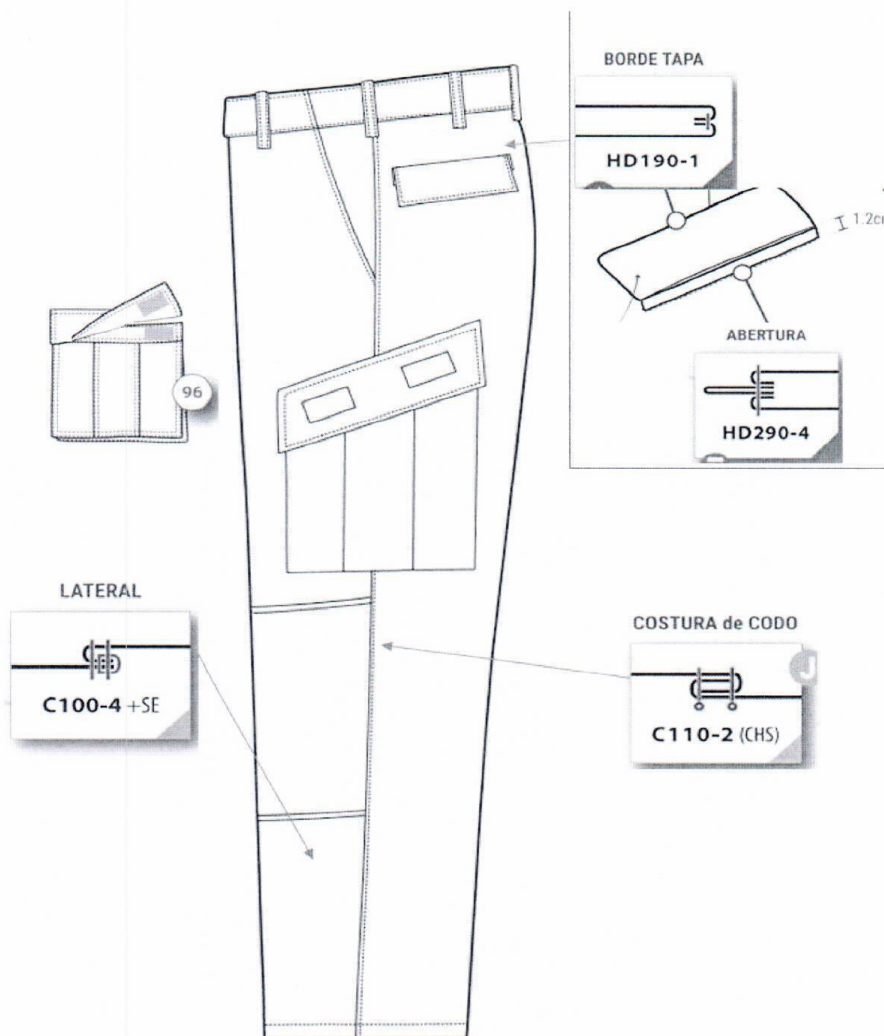 BORDE TAPA
HD190-1
1.2c
ABERTURA
HD290-4
96
LATERAL
C100-4 +SE
COSTURA de CODO
J
C110-2 (CHS)